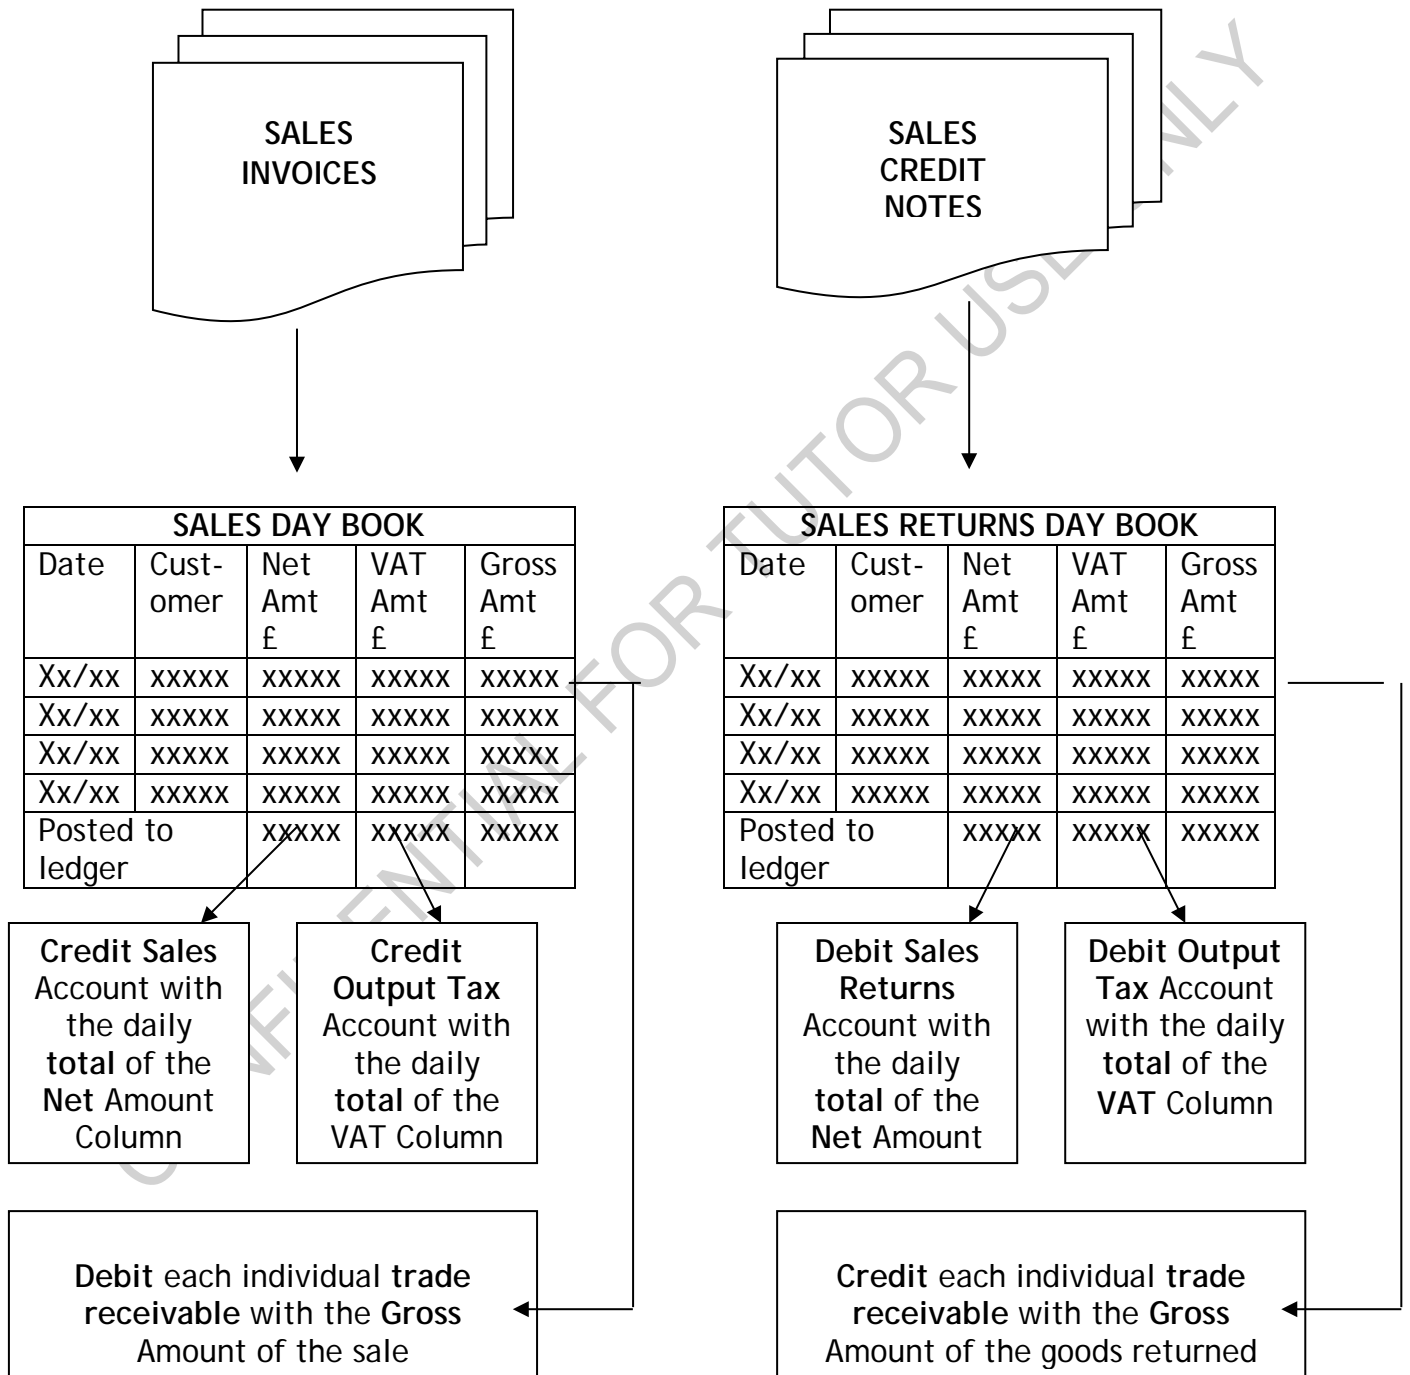 SALES
INVOICES
SALES
CREDIT
NOTES
SALES DAY BOOK
Date Cust-omer Net Amt £ VAT Amt £ Gross Amt £
Xx/xx xxxxx xxxxx xxxxx xxxxx
Xx/xx xxxxx xxxxx xxxxx xxxxx
Xx/xx xxxxx xxxxx xxxxx xxxxx
Xx/xx xxxxx xxxxx xxxxx xxxxx
Posted to ledger xxxxx xxxxx xxxxx
SALES RETURNS DAY BOOK
Date Cust-omer Net Amt £ VAT Amt £ Gross Amt £
Xx/xx xxxxx xxxxx xxxxx xxxxx
Xx/xx xxxxx xxxxx xxxxx xxxxx
Xx/xx xxxxx xxxxx xxxxx xxxxx
Xx/xx xxxxx xxxxx xxxxx xxxxx
Posted to ledger xxxxx xxxxx xxxxx
Credit Sales
Account with
the daily
total of the
Net Amount
Column
Credit
Output Tax
Account with
the daily
total of the
VAT Column
Debit Sales
Returns
Account with
the daily
total of the
Net Amount
Debit Output
Tax Account
with the daily
total of the
VAT Column
Debit each individual trade
receivable with the Gross
Amount of the sale
Credit each individual trade
receivable with the Gross
Amount of the goods returned
CONFIDENTIAL FOR TUTOR USE ONLY